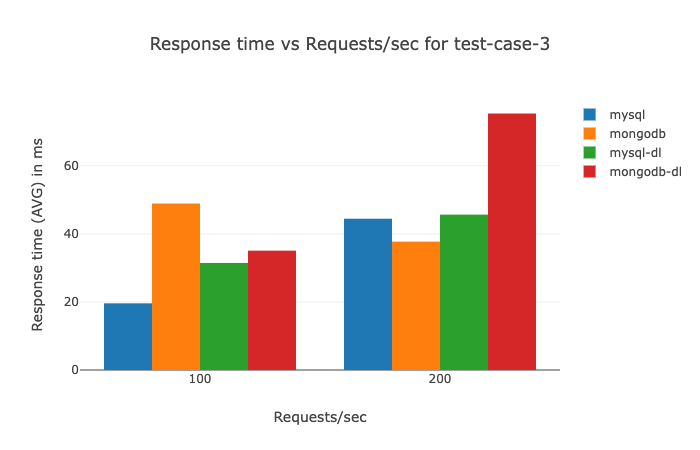 Response time vs Requests/sec for test-case-3
mysql
mongodb
mysql-dl
mongodb-dl
Response time (AVG) in ms
60
40
20
0
100
200
Requests/sec